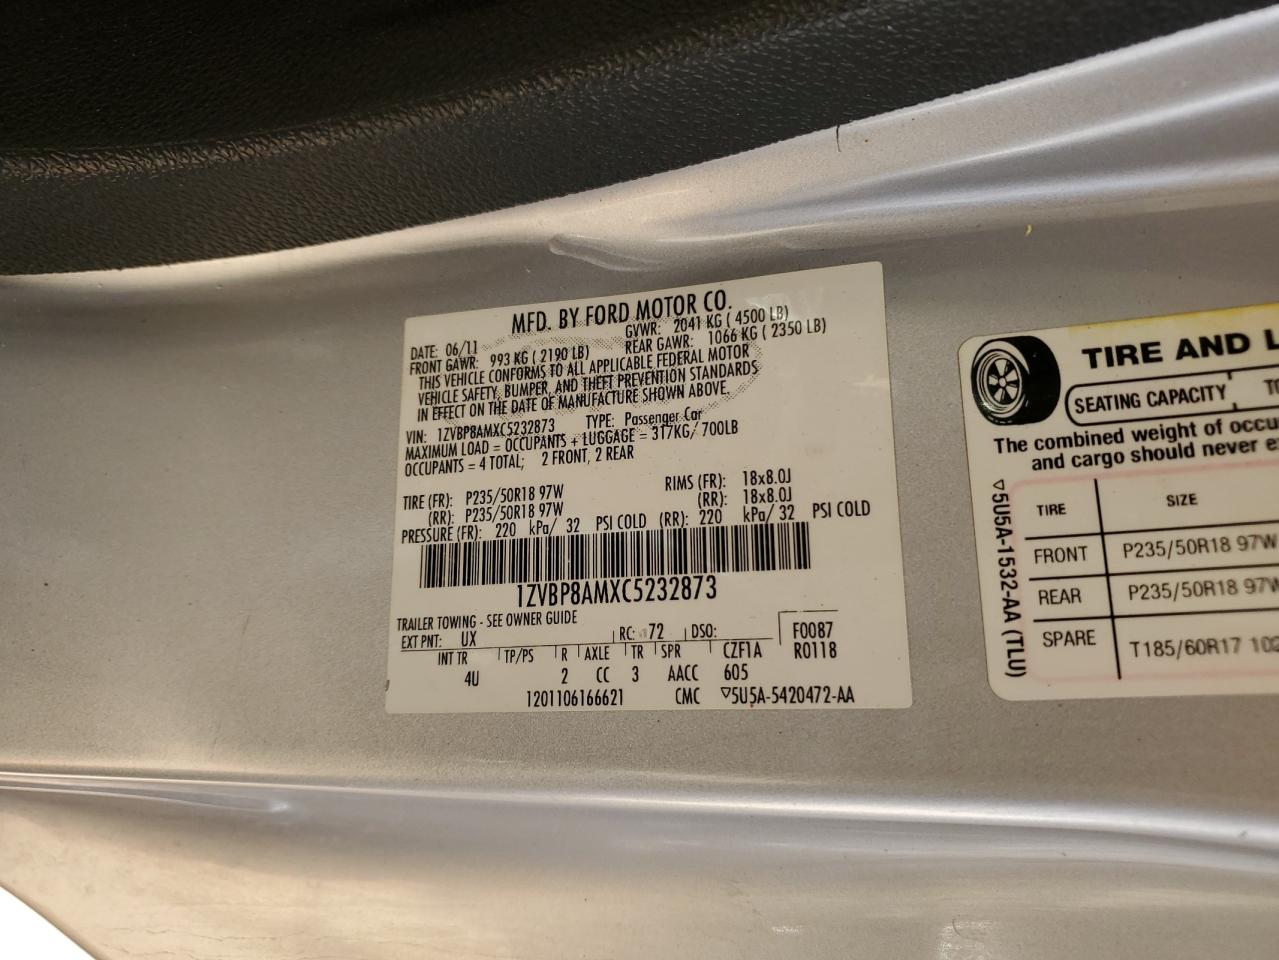 MFD. BY FORD MOTOR CO.
DATE: 06/11 GVWR: 2041 KG ( 4500 LB)
FRONT GAWR: 993 KG ( 2190 LB) REAR GAWR: 1066 KG ( 2350 LB)
THIS VEHICLE CONFORMS TO ALL APPLICABLE FEDERAL MOTOR
VEHICLE SAFETY, BUMPER, AND THEFT PREVENTION STANDARDS
IN EFFECT ON THE DATE OF MANUFACTURE SHOWN ABOVE.
VIN: 1ZVBP8AMXC5232873 TYPE: Passenger Car
MAXIMUM LOAD = OCCUPANTS + LUGGAGE = 317KG/ 700LB
OCCUPANTS = 4 TOTAL; 2 FRONT, 2 REAR
TIRE (FR): P235/50R18 97W RIMS (FR): 18x8.0J
(RR): P235/50R18 97W (RR): 18x8.0J
PRESSURE (FR): 220 kPa/ 32 PSI COLD (RR): 220 kPa/ 32 PSI COLD
1ZVBP8AMXC5232873
TRAILER TOWING - SEE OWNER GUIDE
EXT PNT: UX RC: 72 DSO: F0087
INT TR TP/PS R AXLE TR SPR CZF1A R0118
4U 2 CC 3 AACC 605
1201106166621 CMC ▽5U5A-5420472-AA
TIRE AND L
SEATING CAPACITY TO
The combined weight of occu
and cargo should never ex
TIRE SIZE
FRONT P235/50R18 97W
REAR P235/50R18 97W
SPARE T185/60R17 102
▽5U5A-1532-AA (TLU)